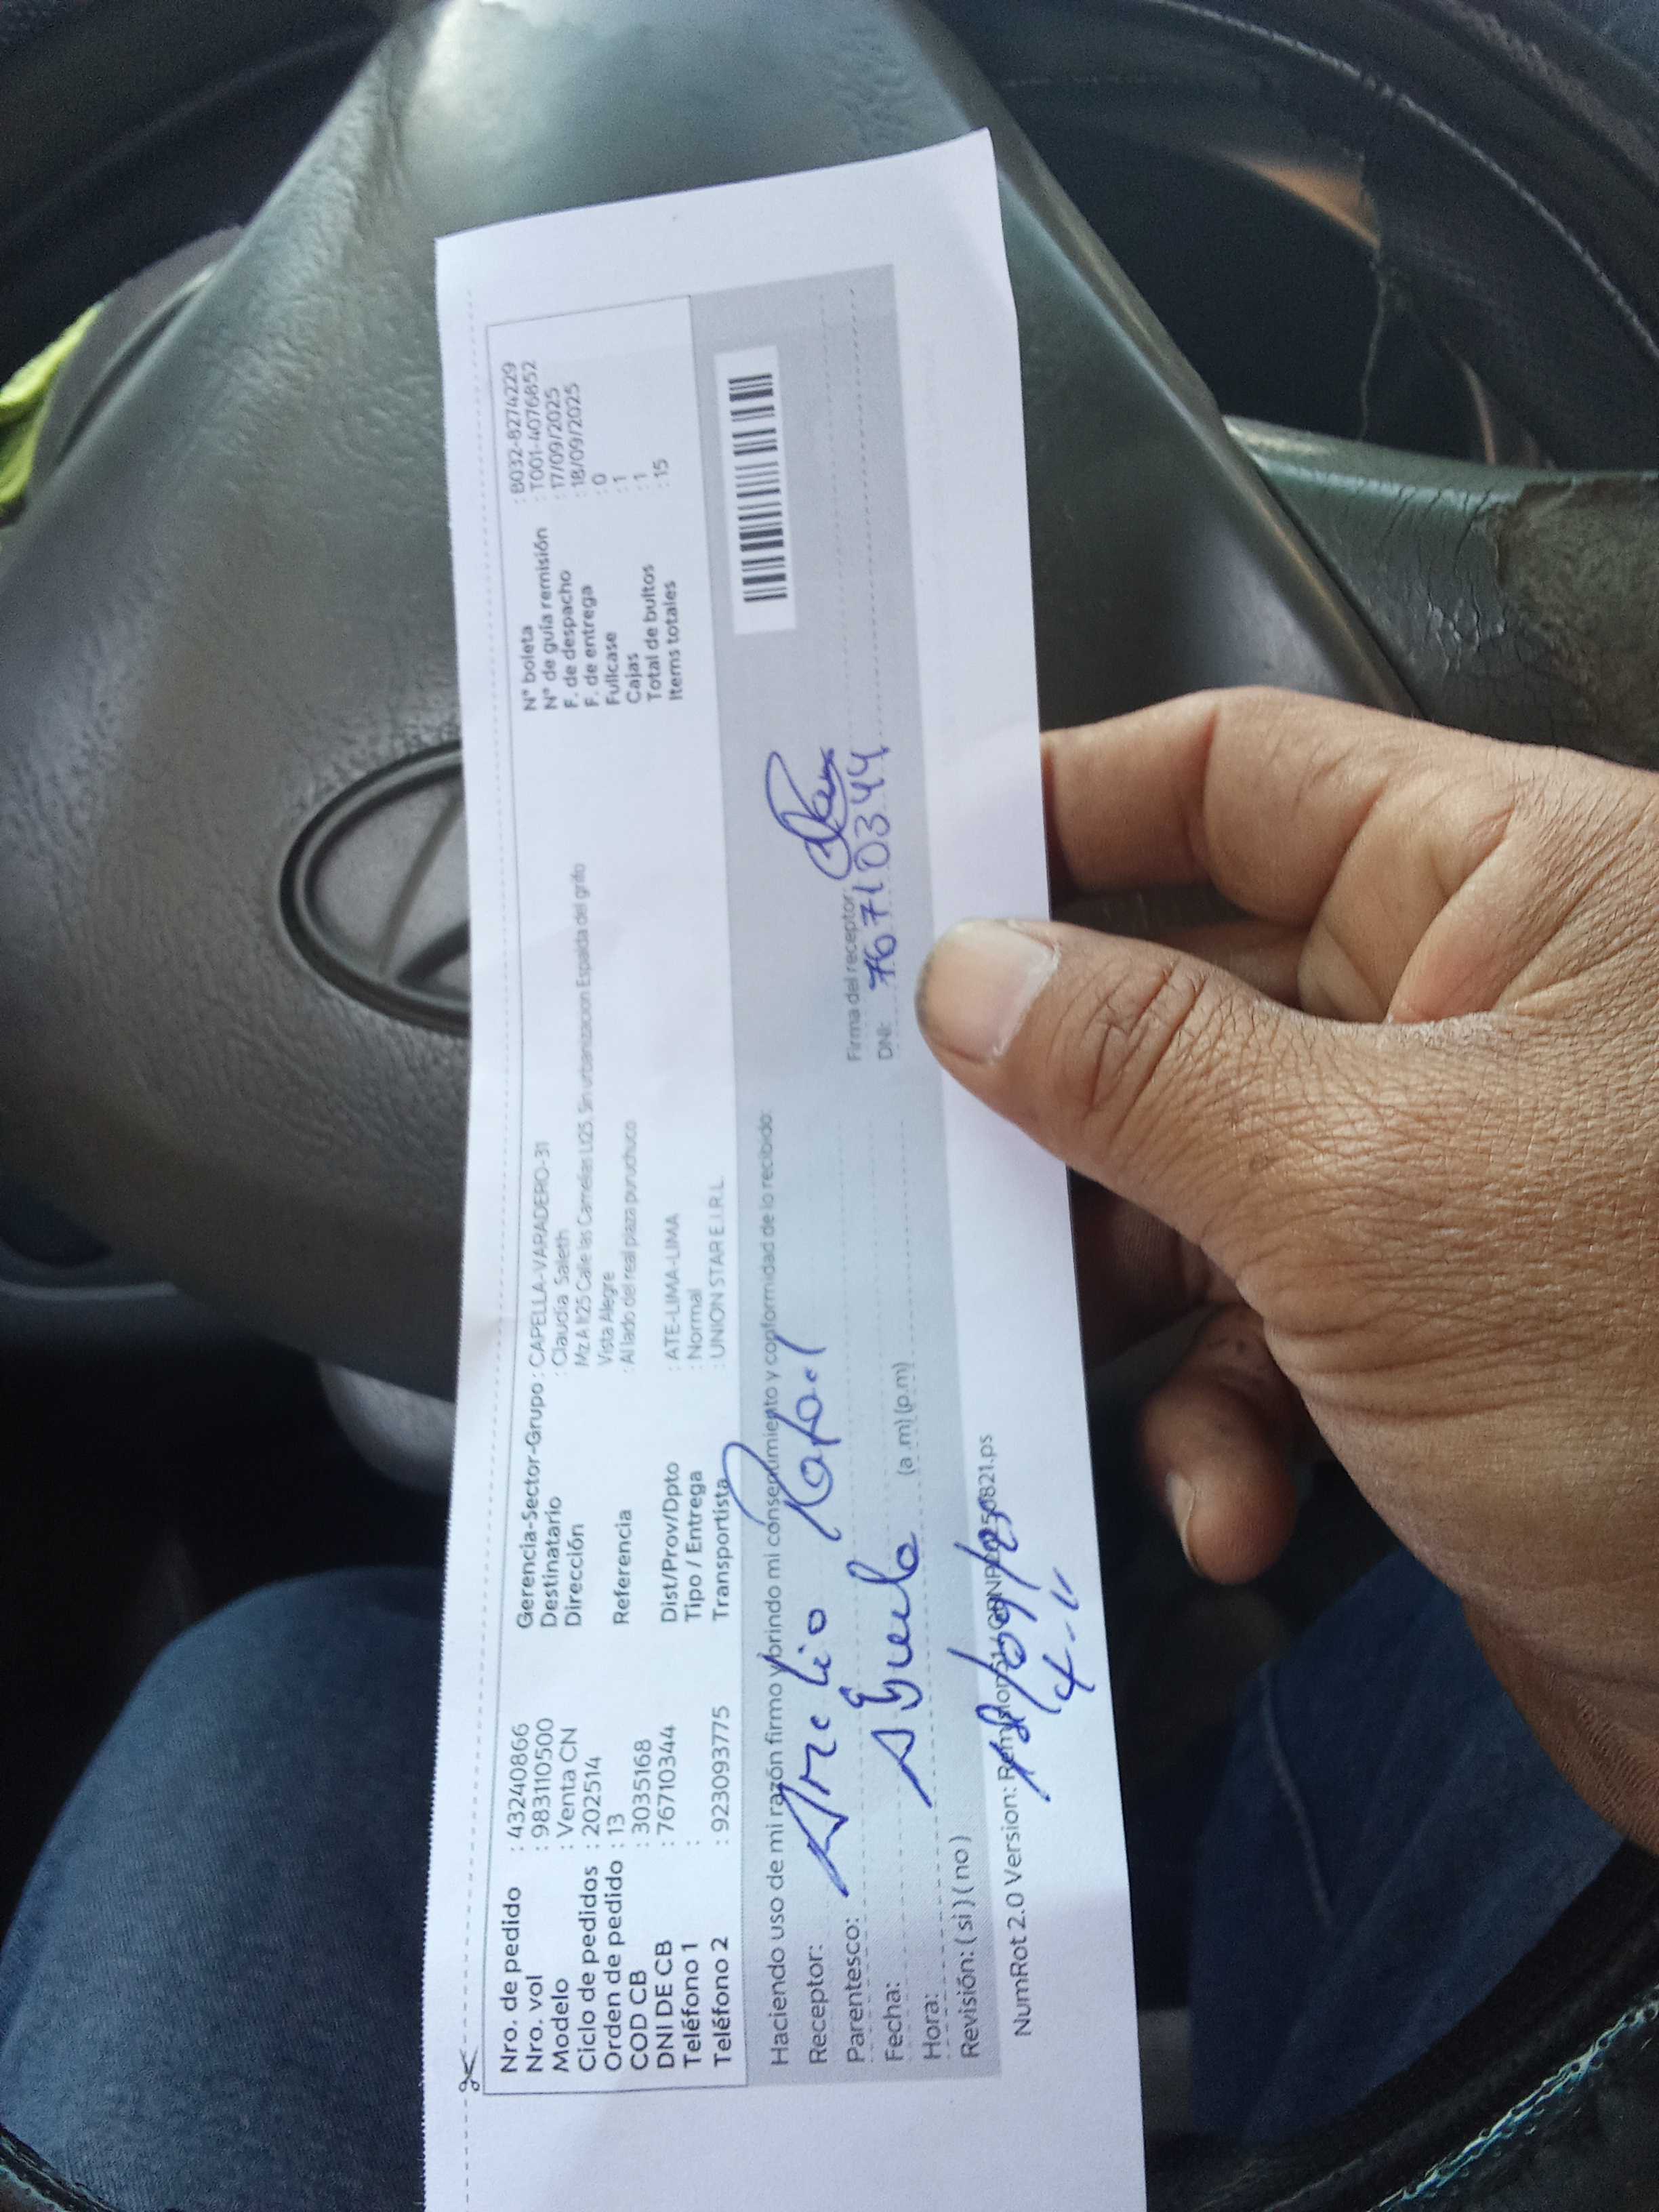 Nro. de pedido : 43240866
Nro. vol : 983110500
Modelo : Venta CN
Ciclo de pedidos : 202514
Orden de pedido : 13
COD CB : 3035168
DNI DE CB : 76710344
Teléfono 1 :
Teléfono 2 : 923093775
Gerencia-Sector-Grupo : CAPELLA-VARADERO-31
Destinatario : Claudia Saleth
Dirección Mz A lt 25 Calle las Camelias Lt 25 Sin urbanizacion Espalda del grifo
Vista Alegre
Referencia : Al lado del real plaza puruchuco
Dist/Prov/Dpto : ATE-LIMA-LIMA
Tipo / Entrega : Normal
Transportista : UNION STAR E.I.R.L.
N° boleta : B032-8274229
N° de guía remisión : T001-4076852
F. de despacho : 17/09/2025
F. de entrega : 18/09/2025
Fullcase : 0
Cajas : 1
Total de bultos : 1
Items totales : 15
Haciendo uso de mi razón firmo y brindo mi consentimiento y conformidad de lo recibido:
Receptor:
Parentesco:
Fecha:
Hora: (a.m) (p.m)
Revisión: ( si ) ( no )
Firma del receptor:
DNI: 76710344
NumRot 2.0 Version: